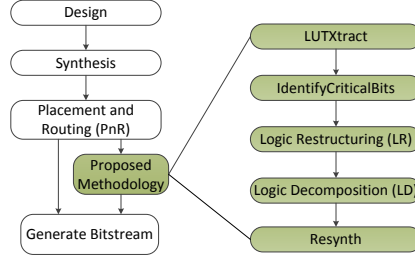 Design
Synthesis
Placement and
Routing (PnR)
Proposed
Methodology
Generate Bitstream
LUTXtract
IdentifyCriticalBits
Logic Restructuring (LR)
Logic Decomposition (LD)
Resynth